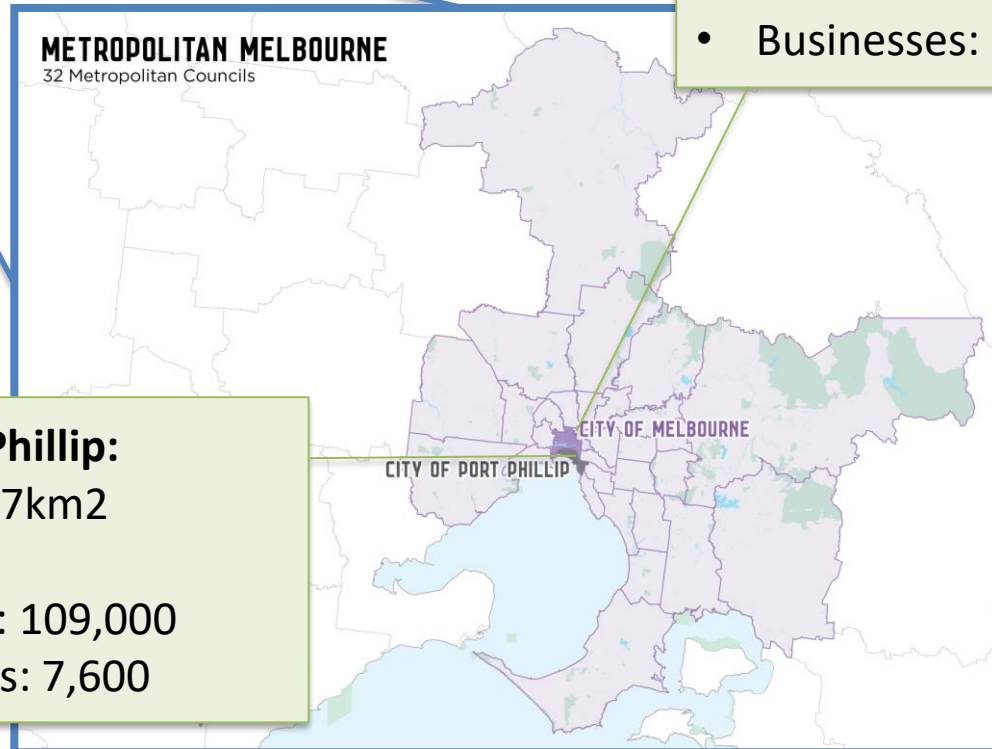 METROPOLITAN MELBOURNE
32 Metropolitan Councils
• Businesses:
CITY OF MELBOURNE
CITY OF PORT PHILLIP
Phillip:
7km2
: 109,000
s: 7,600